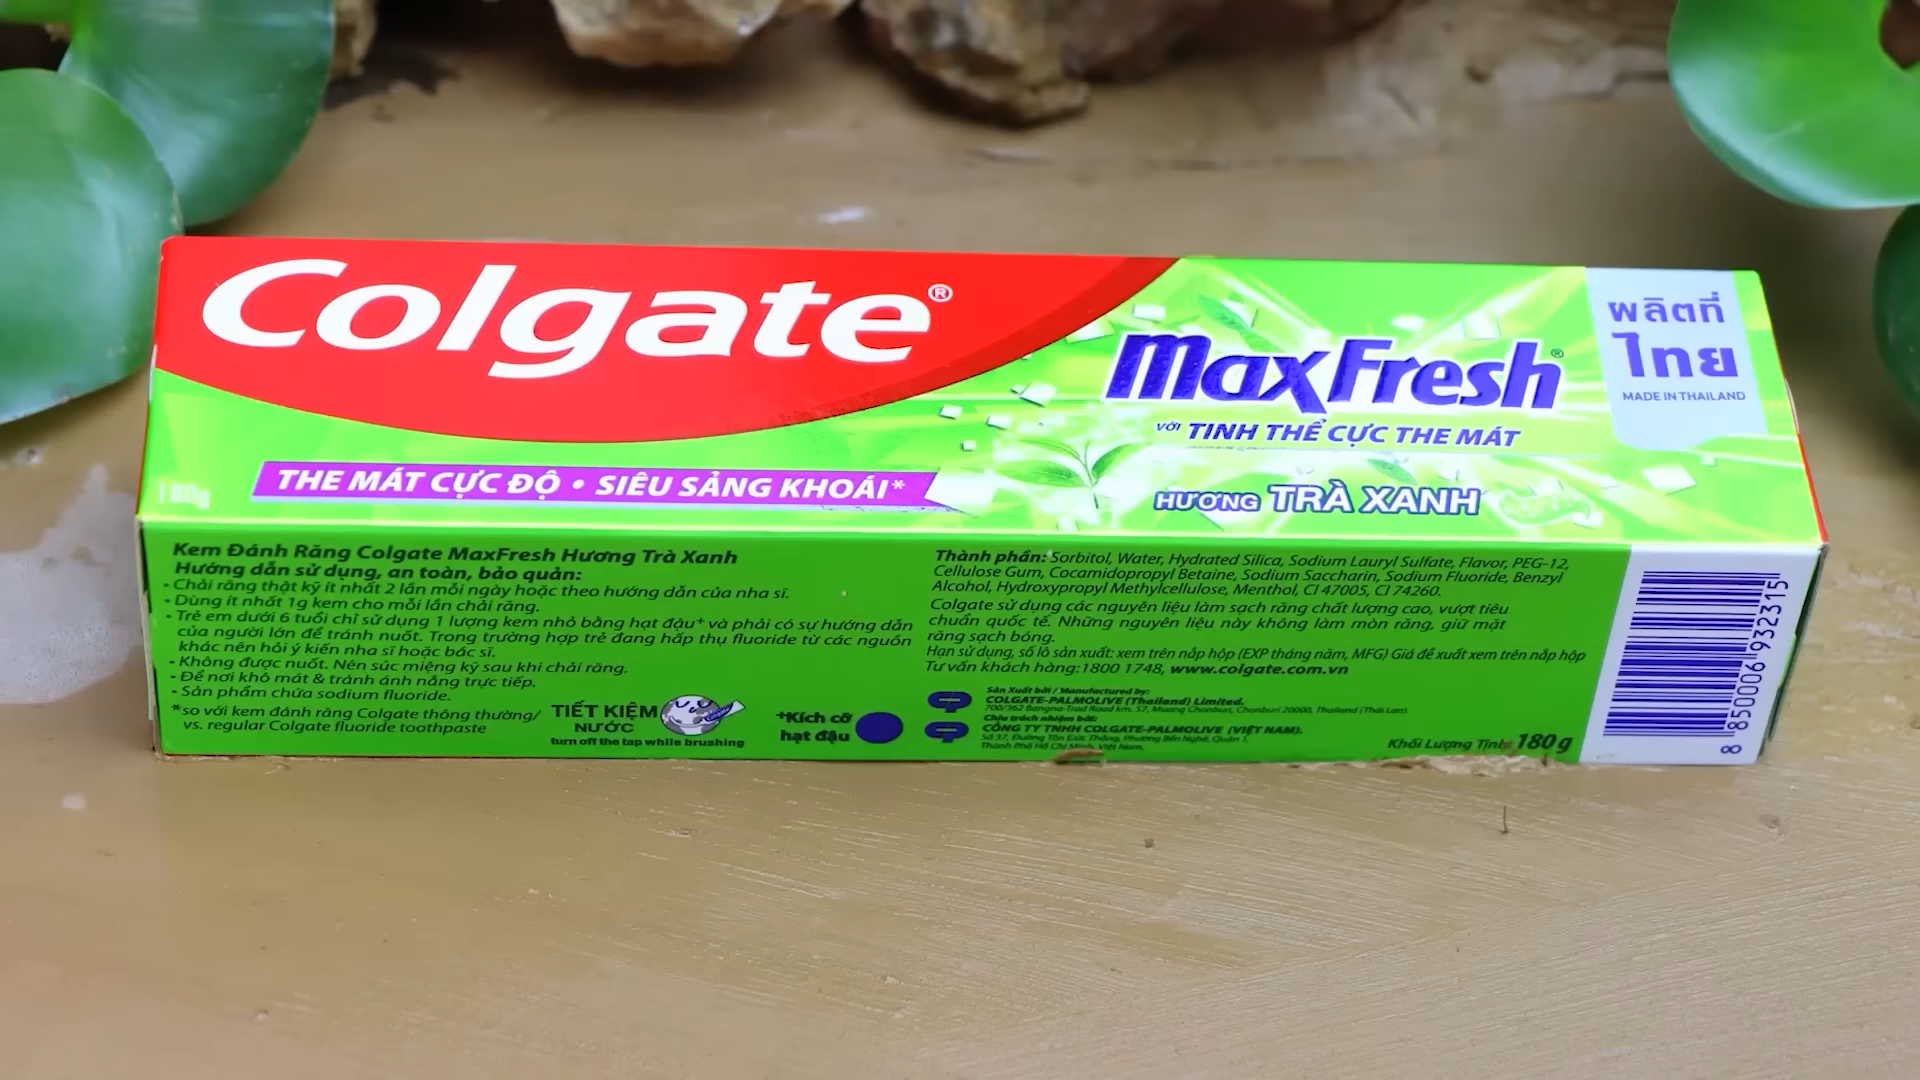 Colgate®
MaxFresh®
với TINH THỂ CỰC THE MÁT
HƯƠNG TRÀ XANH
THE MÁT CỰC ĐỘ • SIÊU SẢNG KHOÁI*
180g
ผลิตที่
ไทย
MADE IN THAILAND
Kem Đánh Răng Colgate MaxFresh Hương Trà Xanh
Hướng dẫn sử dụng, an toàn, bảo quản:
- Chải răng thật kỹ ít nhất 2 lần mỗi ngày hoặc theo hướng dẫn của nha sĩ.
- Dùng ít nhất 1g kem cho mỗi lần chải răng.
- Trẻ em dưới 6 tuổi chỉ sử dụng 1 lượng kem nhỏ bằng hạt đậu+ và phải có sự hướng dẫn
của người lớn để tránh nuốt. Trong trường hợp trẻ đang hấp thụ fluoride từ các nguồn
khác nên hỏi ý kiến nha sĩ hoặc bác sĩ.
- Không được nuốt. Nên súc miệng kỹ sau khi chải răng.
- Để nơi khô mát & tránh ánh nắng trực tiếp.
- Sản phẩm chứa sodium fluoride.
*so với kem đánh răng Colgate thông thường/
vs. regular Colgate fluoride toothpaste
TIẾT KIỆM
NƯỚC
turn off the tap while brushing
+Kích cỡ
hạt đậu
Thành phần: Sorbitol, Water, Hydrated Silica, Sodium Lauryl Sulfate, Flavor, PEG-12,
Cellulose Gum, Cocamidopropyl Betaine, Sodium Saccharin, Sodium Fluoride, Benzyl
Alcohol, Hydroxypropyl Methylcellulose, Menthol, CI 47005, CI 74260.
Colgate sử dụng các nguyên liệu làm sạch răng chất lượng cao, vượt tiêu
chuẩn quốc tế. Những nguyên liệu này không làm mòn răng, giữ mặt
răng sạch bóng.
Hạn sử dụng, số lô sản xuất: xem trên nắp hộp (EXP tháng năm, MFG) Giá đề xuất xem trên nắp hộp
Tư vấn khách hàng:1800 1748, www.colgate.com.vn
Sản Xuất bởi / Manufactured by:
COLGATE-PALMOLIVE (Thailand) Limited.
700/362 Bangna-Trad Road km. 57, Muang Chonburi, Chonburi 20000, Thailand (Thái Lan).
Chịu trách nhiệm bởi:
CÔNG TY TNHH COLGATE-PALMOLIVE (VIỆT NAM).
Số 37, Đường Tôn Đức Thắng, Phường Bến Nghé, Quận 1,
Thành Phố Hồ Chí Minh, Việt Nam.
Khối Lượng Tịnh: 180 g
8 850006 932315